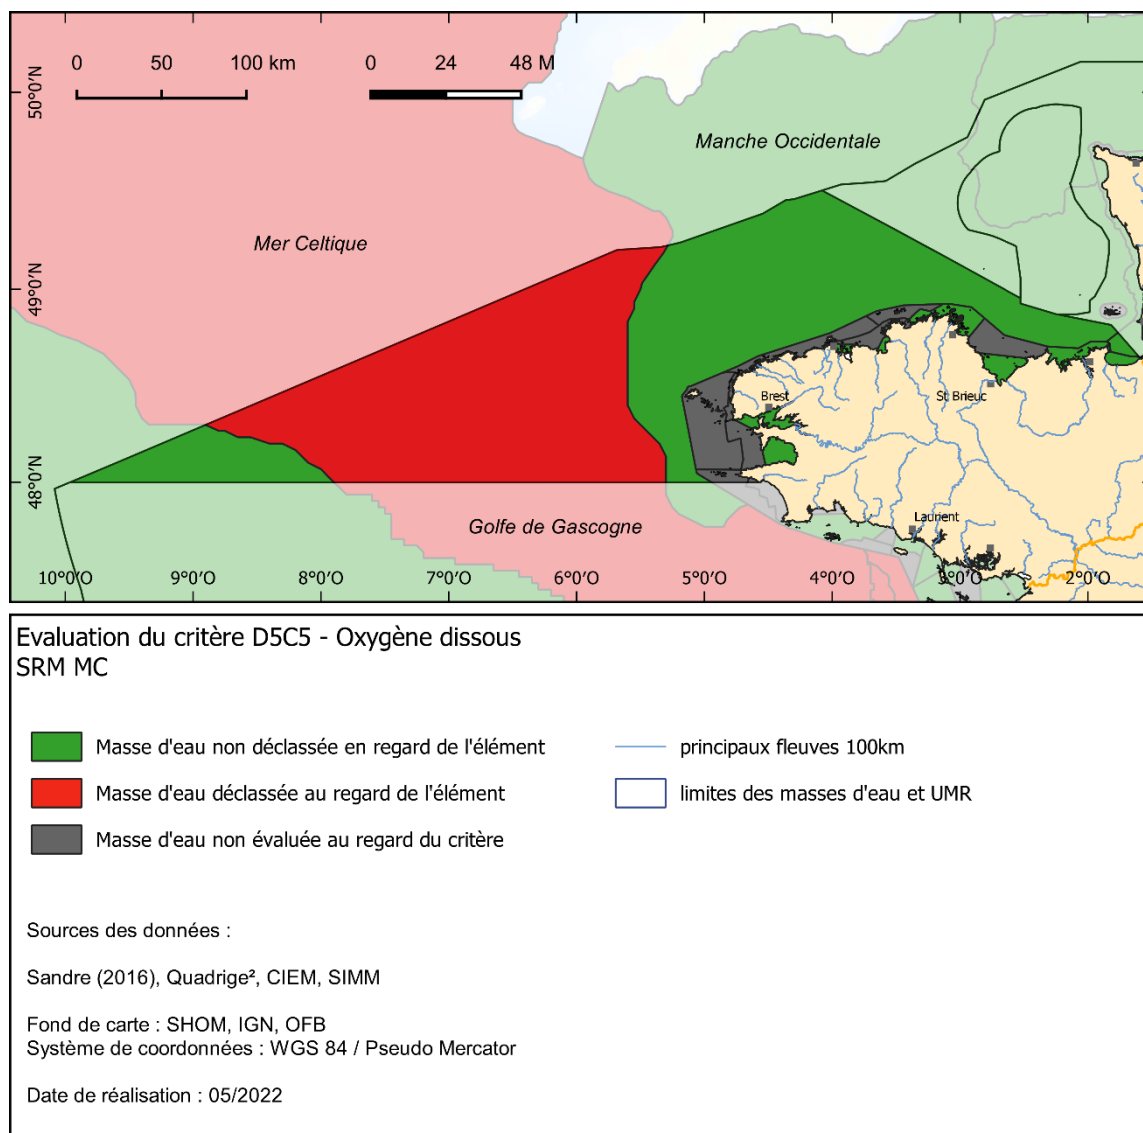 0 50 100 km 0 24 48 M
50°0'N
Manche Occidentale
Mer Celtique
49°0'N
Brest
St Brieuc
48°0'N
Golfe de Gascogne
Laurient
10°0'O 9°0'O 8°0'O 7°0'O 6°0'O 5°0'O 4°0'O 3°0'O 2°0'O
Evaluation du critère D5C5 - Oxygène dissous
SRM MC
Masse d'eau non déclassée en regard de l'élément
principaux fleuves 100km
Masse d'eau déclassée au regard de l'élément
limites des masses d'eau et UMR
Masse d'eau non évaluée au regard du critère
Sources des données :
Sandre (2016), Quadrige², CIEM, SIMM
Fond de carte : SHOM, IGN, OFB
Système de coordonnées : WGS 84 / Pseudo Mercator
Date de réalisation : 05/2022